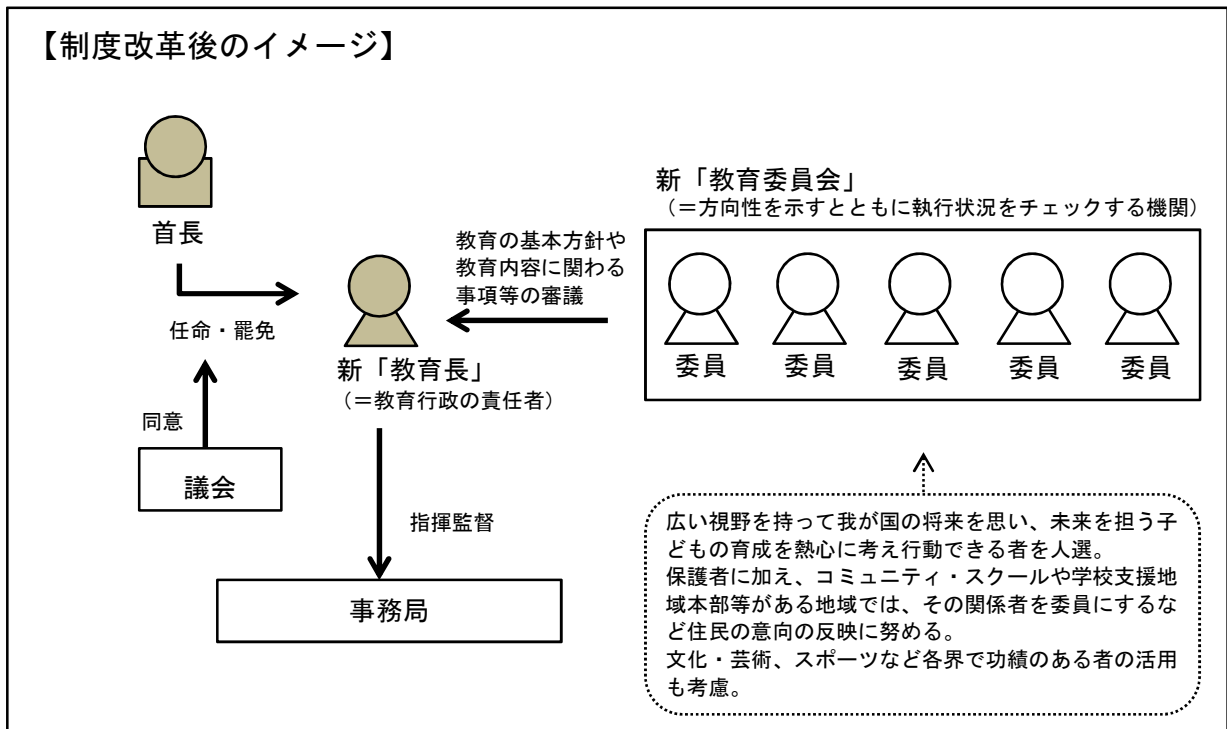 【制度改革後のイメージ】
首長
任命・罷免
同意
議会
新「教育長」
（＝教育行政の責任者）
指揮監督
事務局
教育の基本方針や
教育内容に関わる
事項等の審議
新「教育委員会」
（＝方向性を示すとともに執行状況をチェックする機関）
委員
委員
委員
委員
委員
広い視野を持って我が国の将来を思い、未来を担う子
どもの育成を熱心に考え行動できる者を人選。
保護者に加え、コミュニティ・スクールや学校支援地
域本部等がある地域では、その関係者を委員にするな
ど住民の意向の反映に努める。
文化・芸術、スポーツなど各界で功績のある者の活用
も考慮。